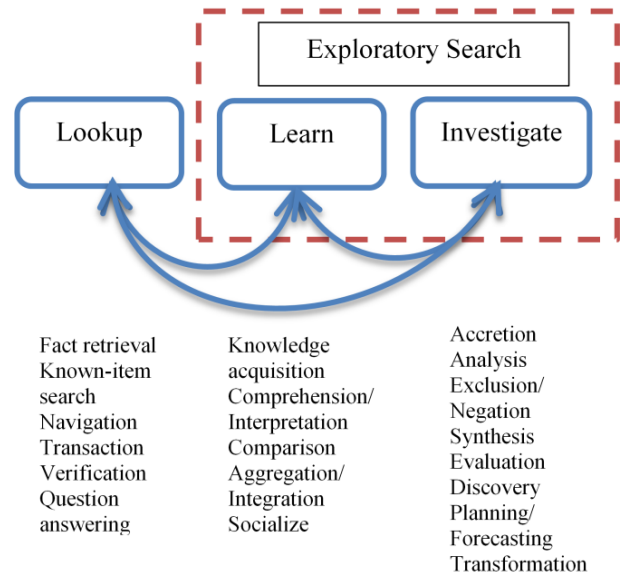 Exploratory Search
Lookup
Learn
Investigate
Fact retrieval
Known-item
search
Navigation
Transaction
Verification
Question
answering
Knowledge
acquisition
Comprehension/
Interpretation
Comparison
Aggregation/
Integration
Socialize
Accretion
Analysis
Exclusion/
Negation
Synthesis
Evaluation
Discovery
Planning/
Forecasting
Transformation